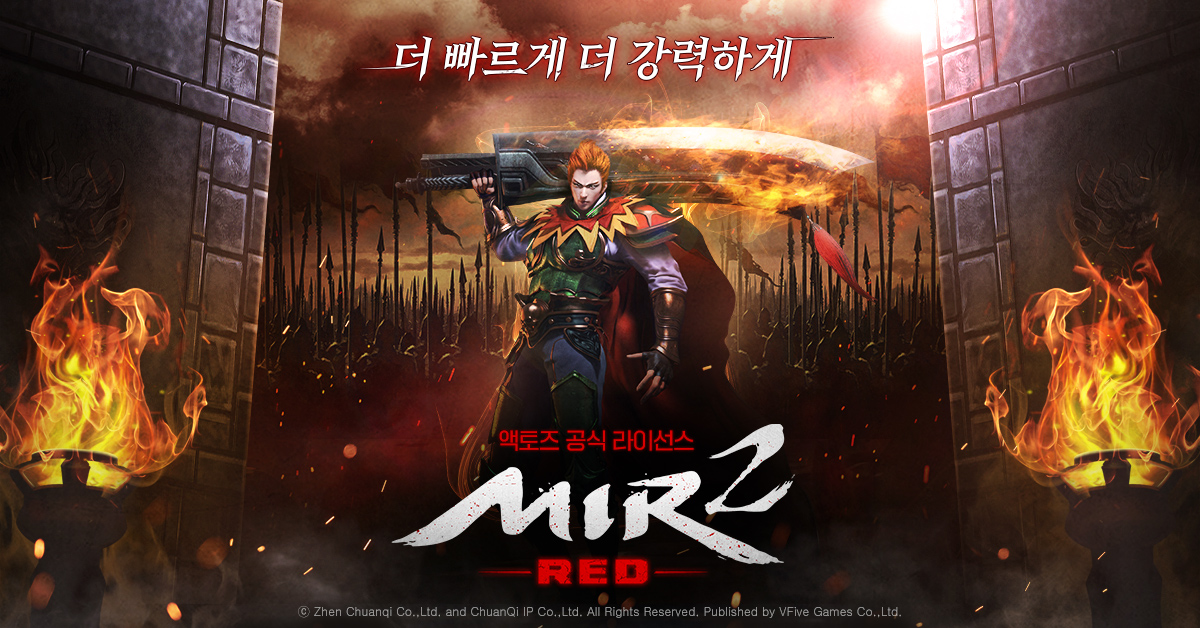 더 빠르게 더 강력하게
액토즈 공식 라이선스
MIR2
RED
ⓒ Zhen Chuanqi Co.,Ltd. and ChuanQi IP Co.,Ltd. All Rights Reserved. Published by VFive Games Co.,Ltd.